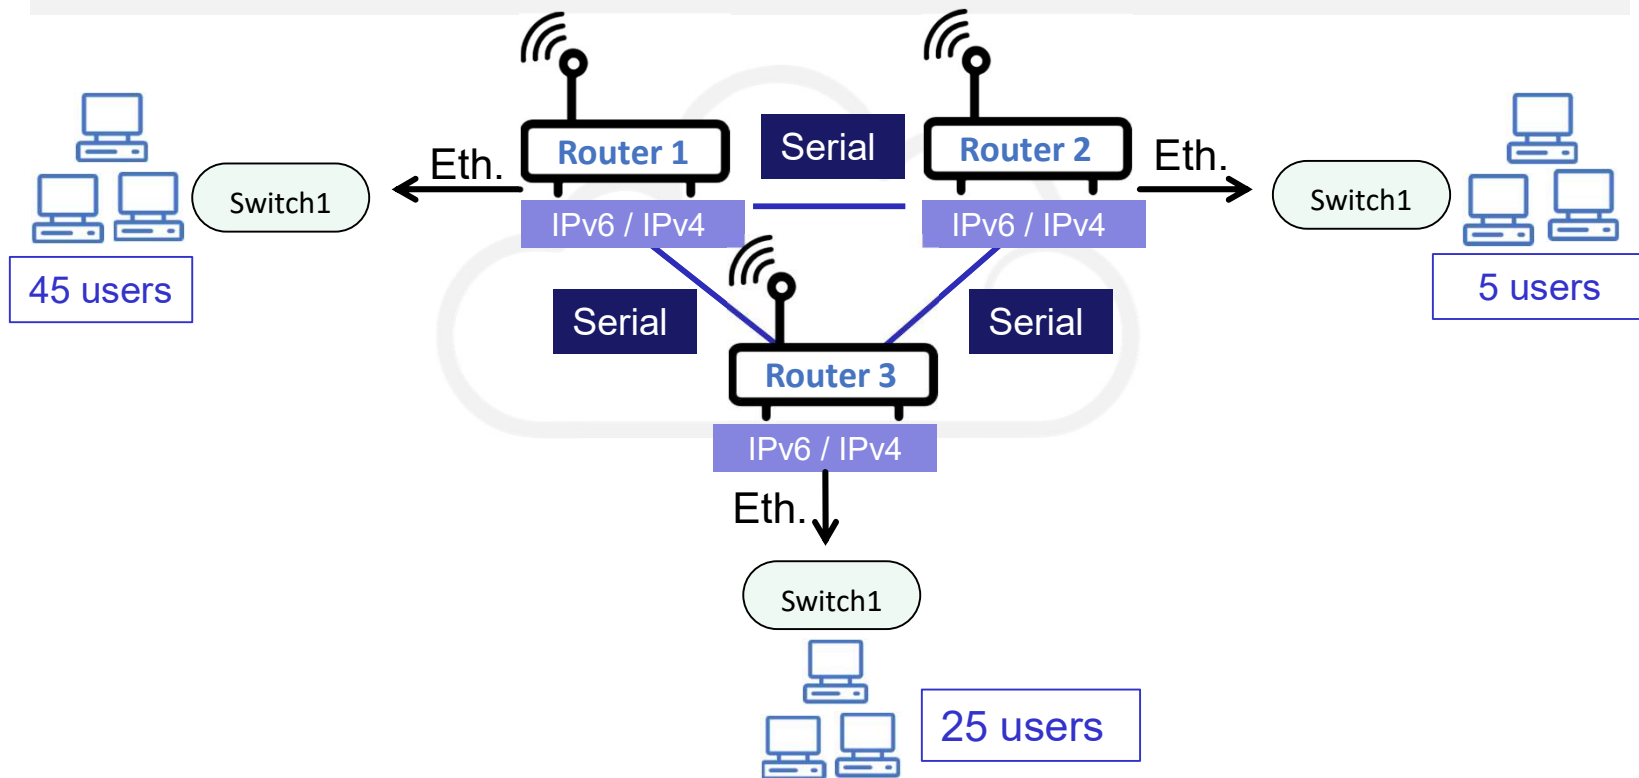 Router 1
Serial
Router 2
Eth.
Eth.
Switch1
Switch1
IPv6 / IPv4
IPv6 / IPv4
45 users
5 users
Serial
Serial
Router 3
IPv6 / IPv4
Eth.
Switch1
25 users